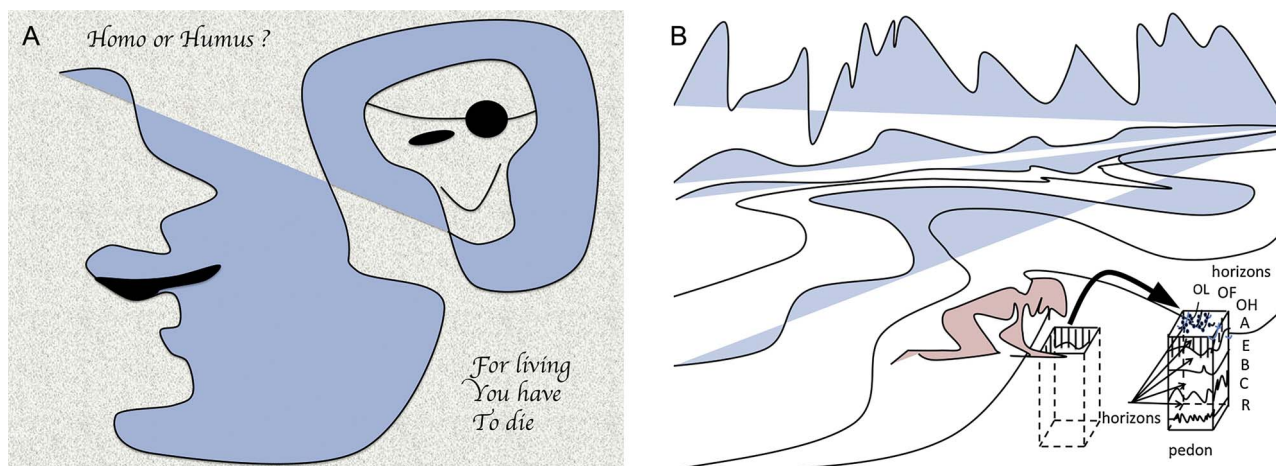 A
Homo or Humus ?
For living
You have
To die
B
horizons
OL
OF
OH
A
E
B
C
R
horizons
pedon